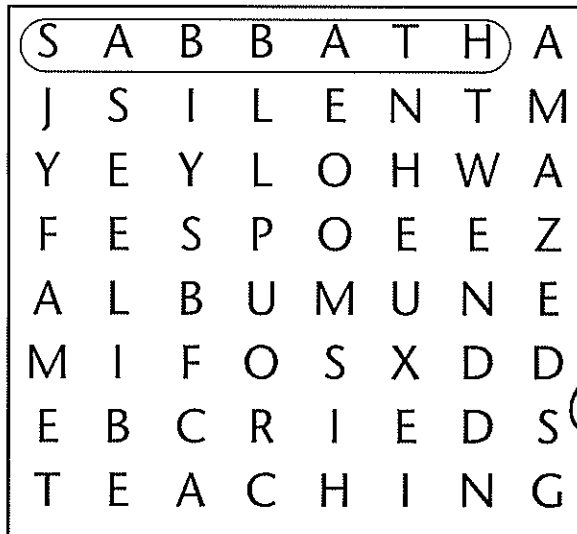 S A B B A T H A
J S I L E N T M
Y E Y L O H W A
F E S P O E E Z
A L B U M U N E
M I F O S X D D
E B C R I E D S
T E A C H I N G